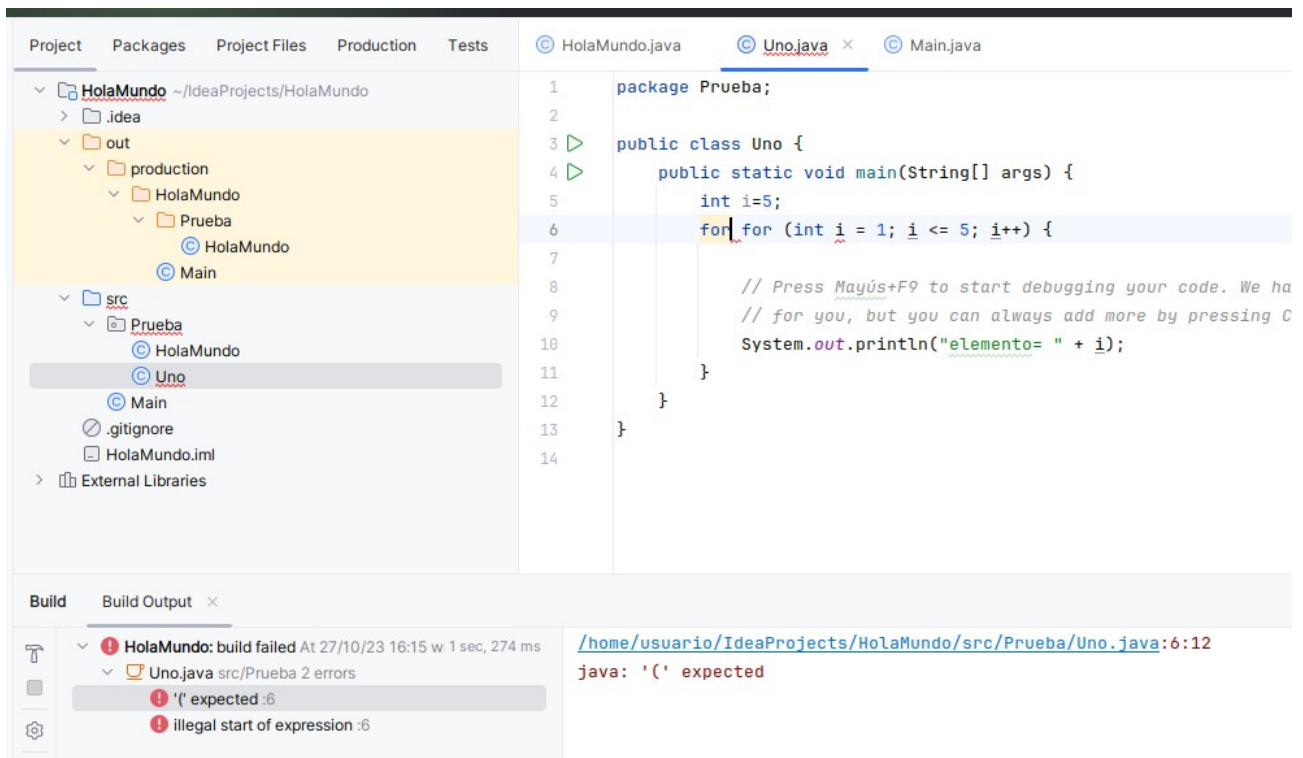 Project Packages Project Files Production Tests
HolaMundo ~/IdeaProjects/HolaMundo
.idea
out
production
HolaMundo
Prueba
HolaMundo
Main
src
Prueba
HolaMundo
Uno
Main
.gitignore
HolaMundo.iml
External Libraries
HolaMundo.java Uno.java Main.java
1 package Prueba;
2
3 public class Uno {
4 public static void main(String[] args) {
5 int i=5;
6 for for (int i = 1; i <= 5; i++) {
7
8 // Press Mayús+F9 to start debugging your code. We ha
9 // for you, but you can always add more by pressing C
10 System.out.println("elemento= " + i);
11 }
12 }
13 }
14
Build Build Output
HolaMundo: build failed At 27/10/23 16:15 wi 1 sec, 274 ms
Uno.java src/Prueba 2 errors
'(' expected :6
illegal start of expression :6
/home/usuario/IdeaProjects/HolaMundo/src/Prueba/Uno.java:6:12
java: '(' expected